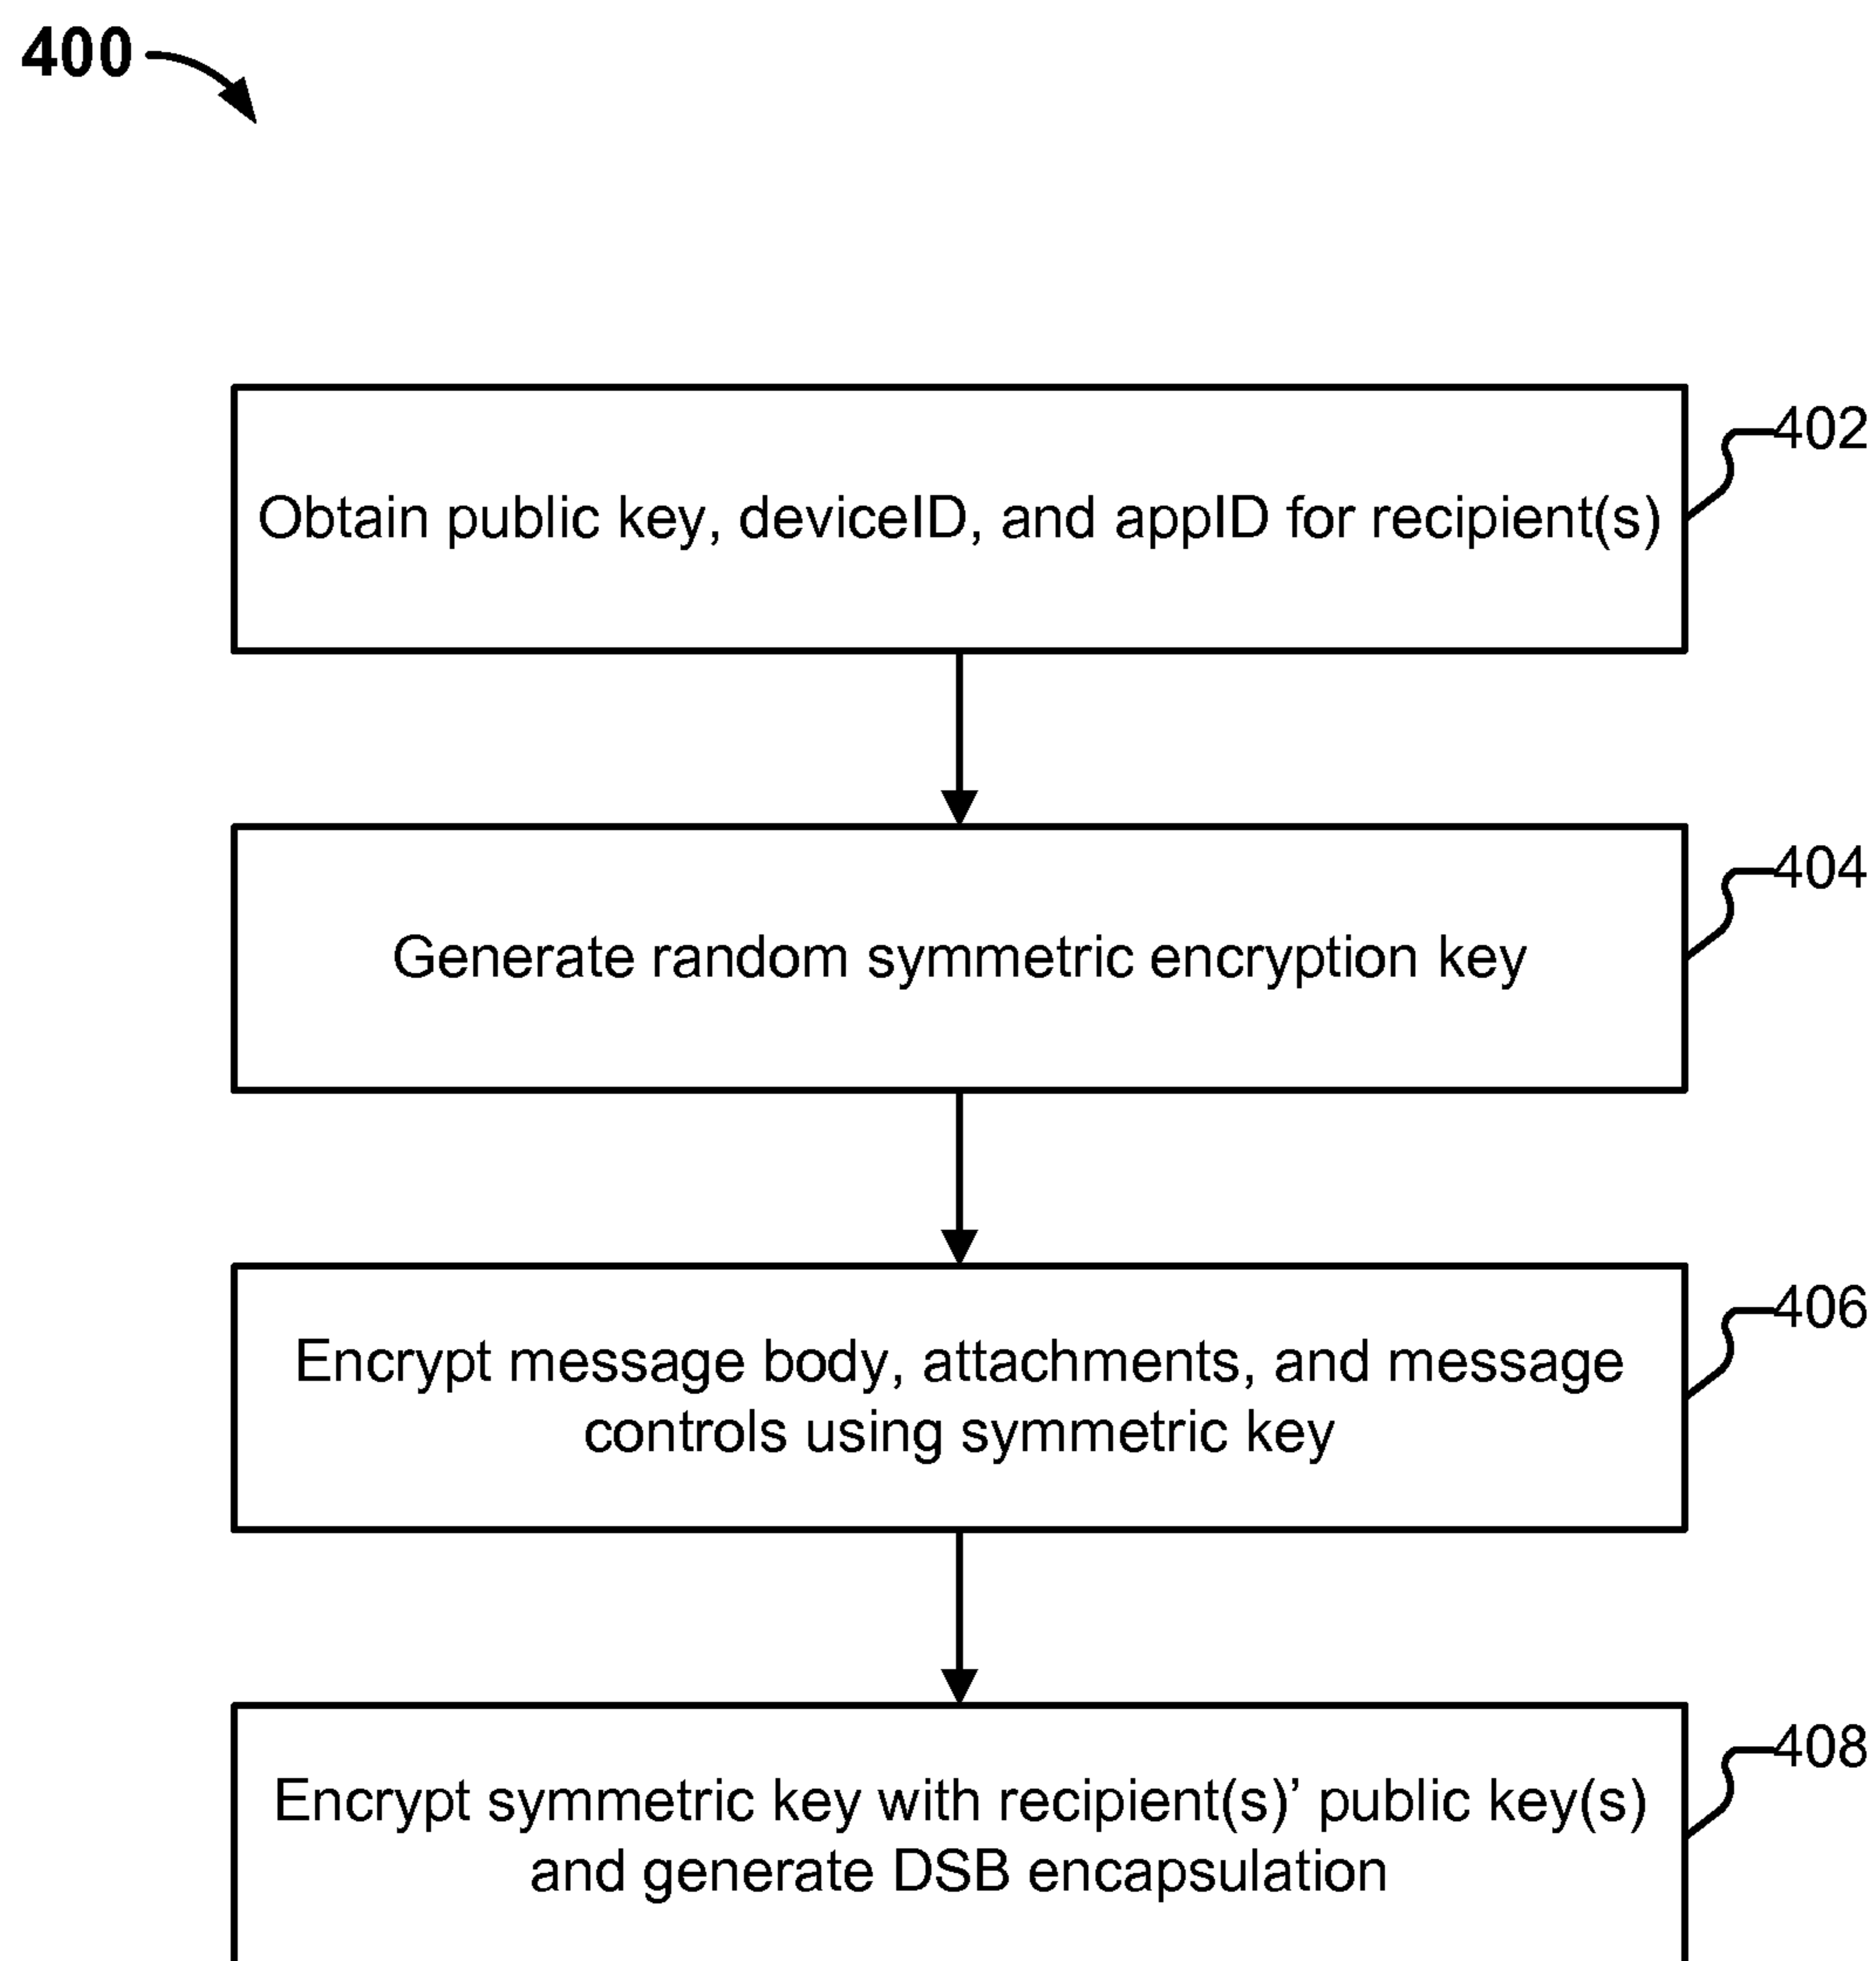 400
402
Obtain public key, deviceID, and appID for recipient(s)
404
Generate random symmetric encryption key
406
Encrypt message body, attachments, and message
controls using symmetric key
408
Encrypt symmetric key with recipient(s)’ public key(s)
and generate DSB encapsulation